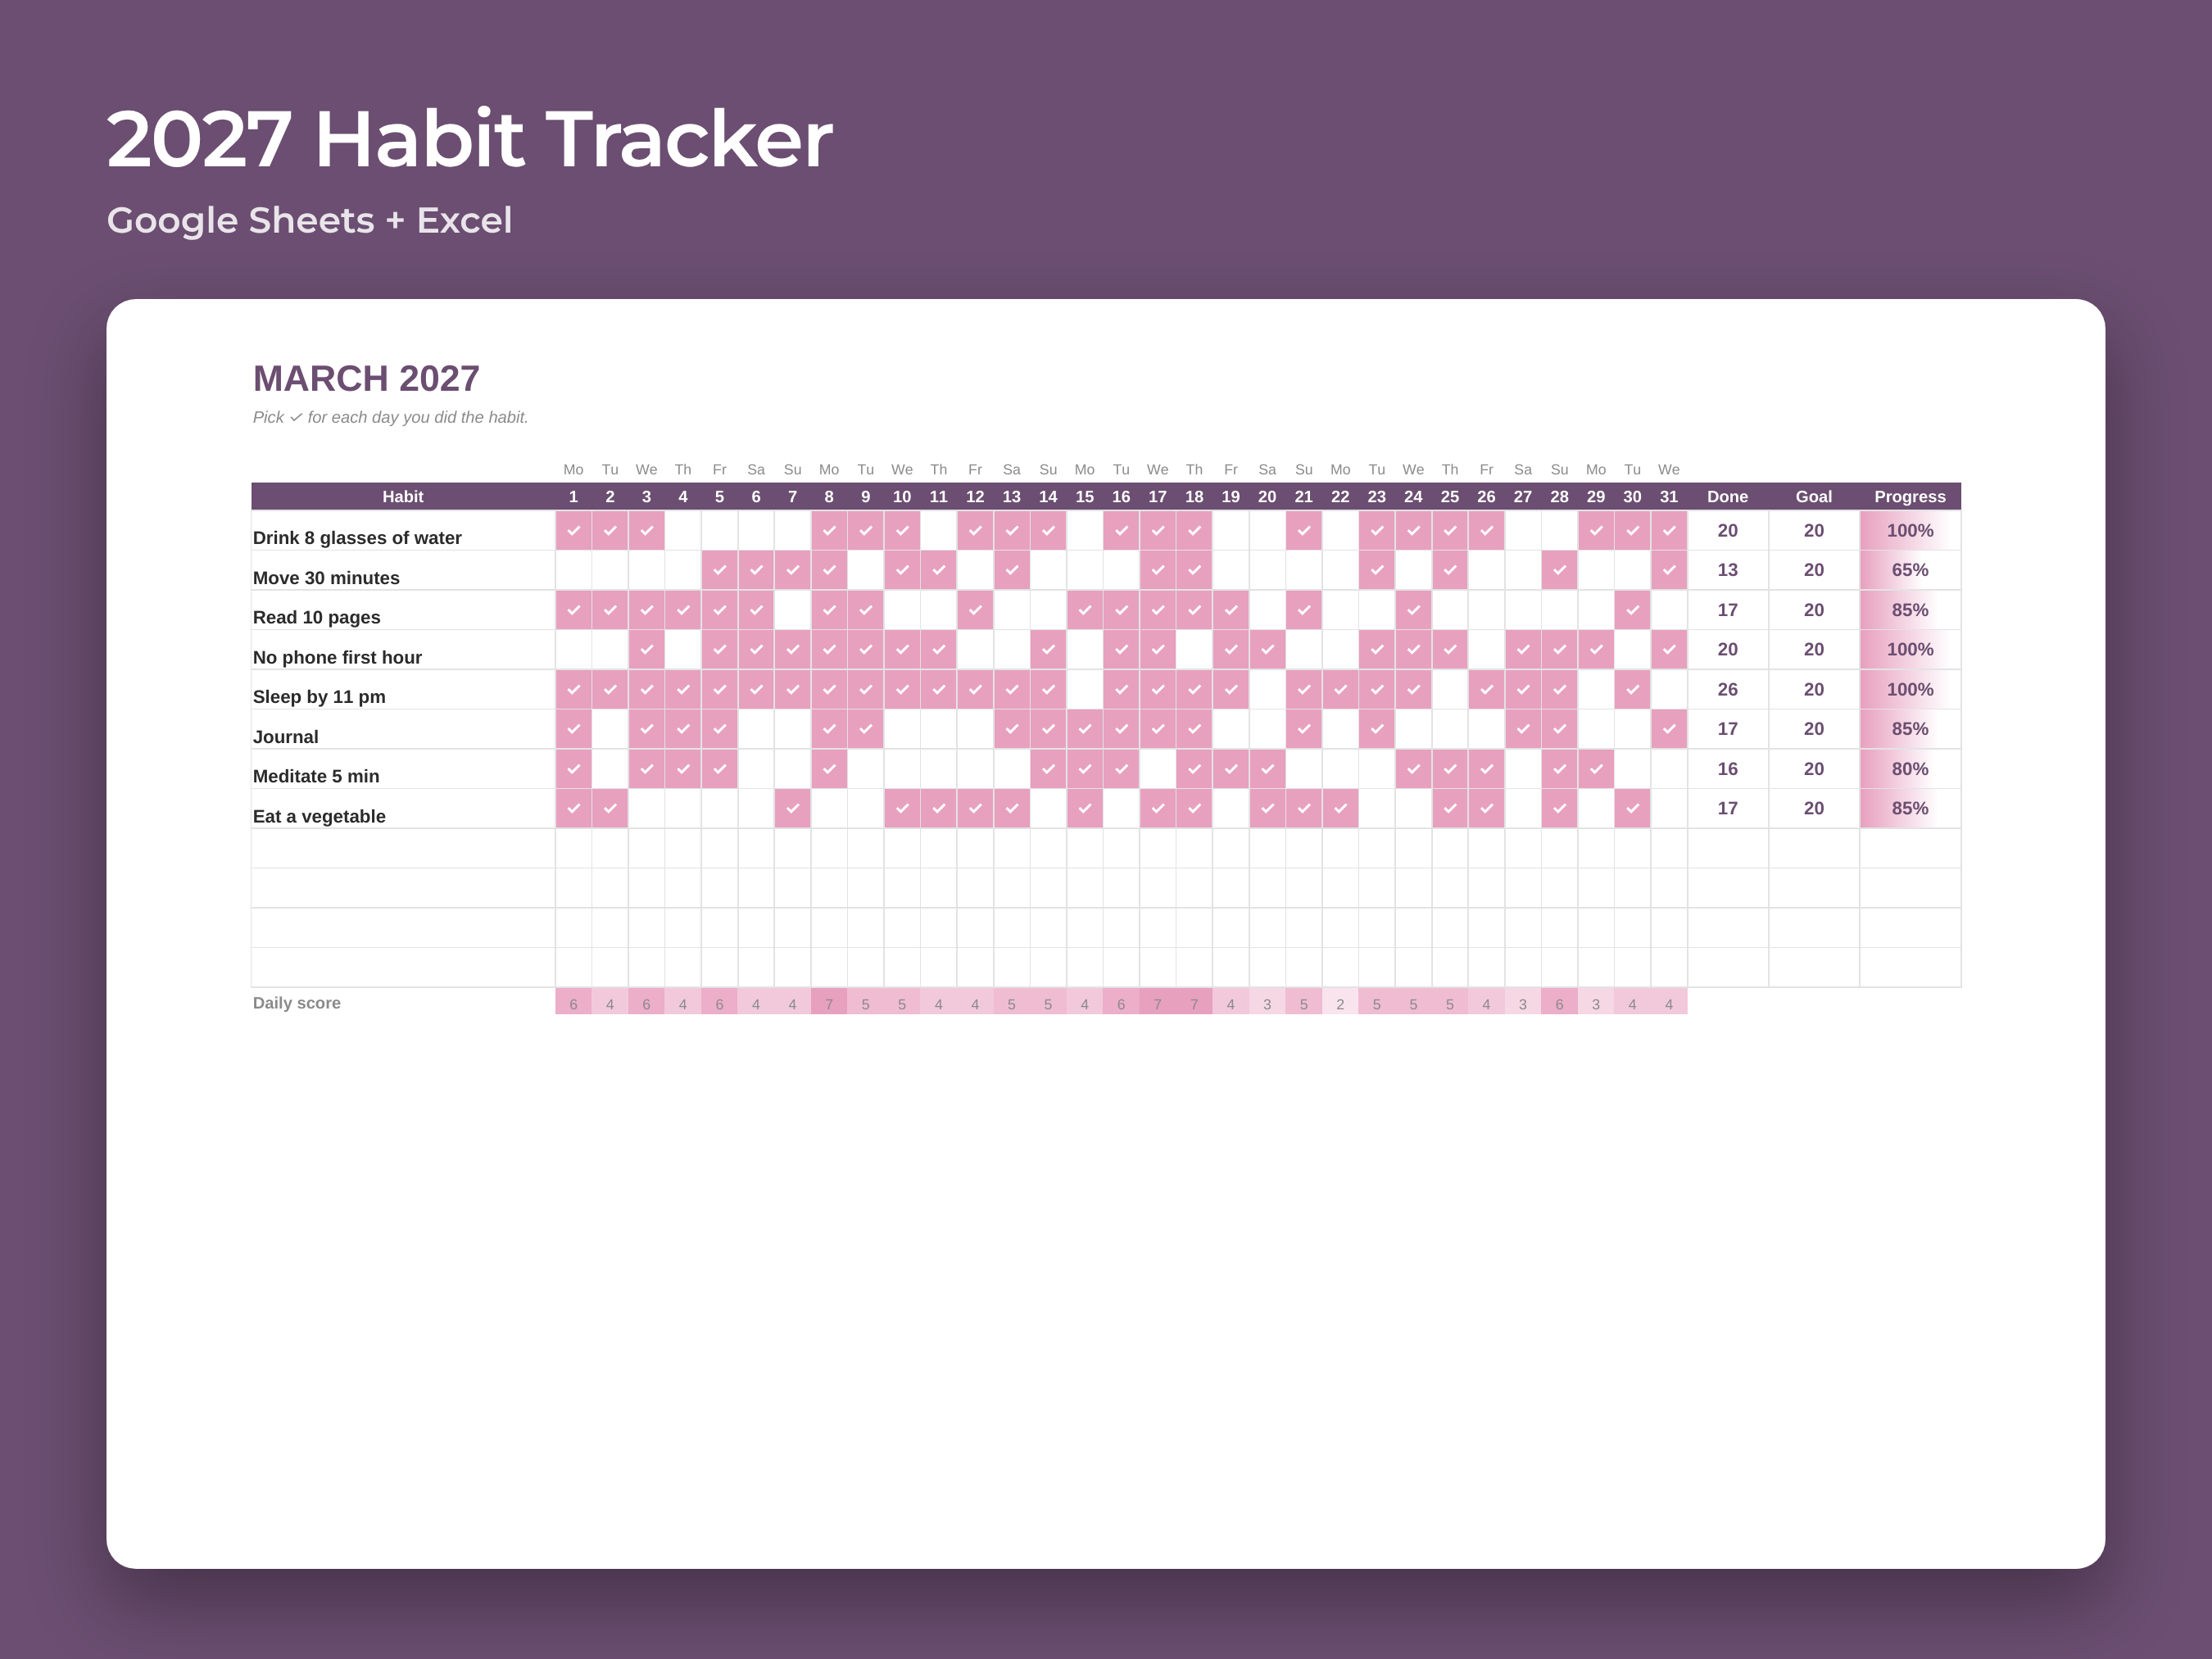 2027 Habit Tracker
Google Sheets + Excel
MARCH 2027
Pick ✓ for each day you did the habit.
Mo Tu We Th Fr Sa Su Mo Tu We Th Fr Sa Su Mo Tu We Th Fr Sa Su Mo Tu We Th Fr Sa Su Mo Tu We
Habit 1 2 3 4 5 6 7 8 9 10 11 12 13 14 15 16 17 18 19 20 21 22 23 24 25 26 27 28 29 30 31 Done Goal Progress
Drink 8 glasses of water ✓ ✓ ✓ ✓ ✓ ✓ ✓ ✓ ✓ ✓ ✓ ✓ ✓ ✓ ✓ ✓ ✓ ✓ ✓ ✓ 20 20 100%
Move 30 minutes ✓ ✓ ✓ ✓ ✓ ✓ ✓ ✓ ✓ ✓ ✓ ✓ ✓ 13 20 65%
Read 10 pages ✓ ✓ ✓ ✓ ✓ ✓ ✓ ✓ ✓ ✓ ✓ ✓ ✓ ✓ ✓ ✓ ✓ 17 20 85%
No phone first hour ✓ ✓ ✓ ✓ ✓ ✓ ✓ ✓ ✓ ✓ ✓ ✓ ✓ ✓ ✓ ✓ ✓ ✓ ✓ ✓ 20 20 100%
Sleep by 11 pm ✓ ✓ ✓ ✓ ✓ ✓ ✓ ✓ ✓ ✓ ✓ ✓ ✓ ✓ ✓ ✓ ✓ ✓ ✓ ✓ ✓ ✓ ✓ ✓ ✓ ✓ 26 20 100%
Journal ✓ ✓ ✓ ✓ ✓ ✓ ✓ ✓ ✓ ✓ ✓ ✓ ✓ ✓ ✓ ✓ ✓ 17 20 85%
Meditate 5 min ✓ ✓ ✓ ✓ ✓ ✓ ✓ ✓ ✓ ✓ ✓ ✓ ✓ ✓ ✓ ✓ 16 20 80%
Eat a vegetable ✓ ✓ ✓ ✓ ✓ ✓ ✓ ✓ ✓ ✓ ✓ ✓ ✓ ✓ ✓ ✓ ✓ 17 20 85%
Daily score 6 4 6 4 6 4 4 7 5 5 4 4 5 5 4 6 7 7 4 3 5 2 5 5 5 4 3 6 3 4 4